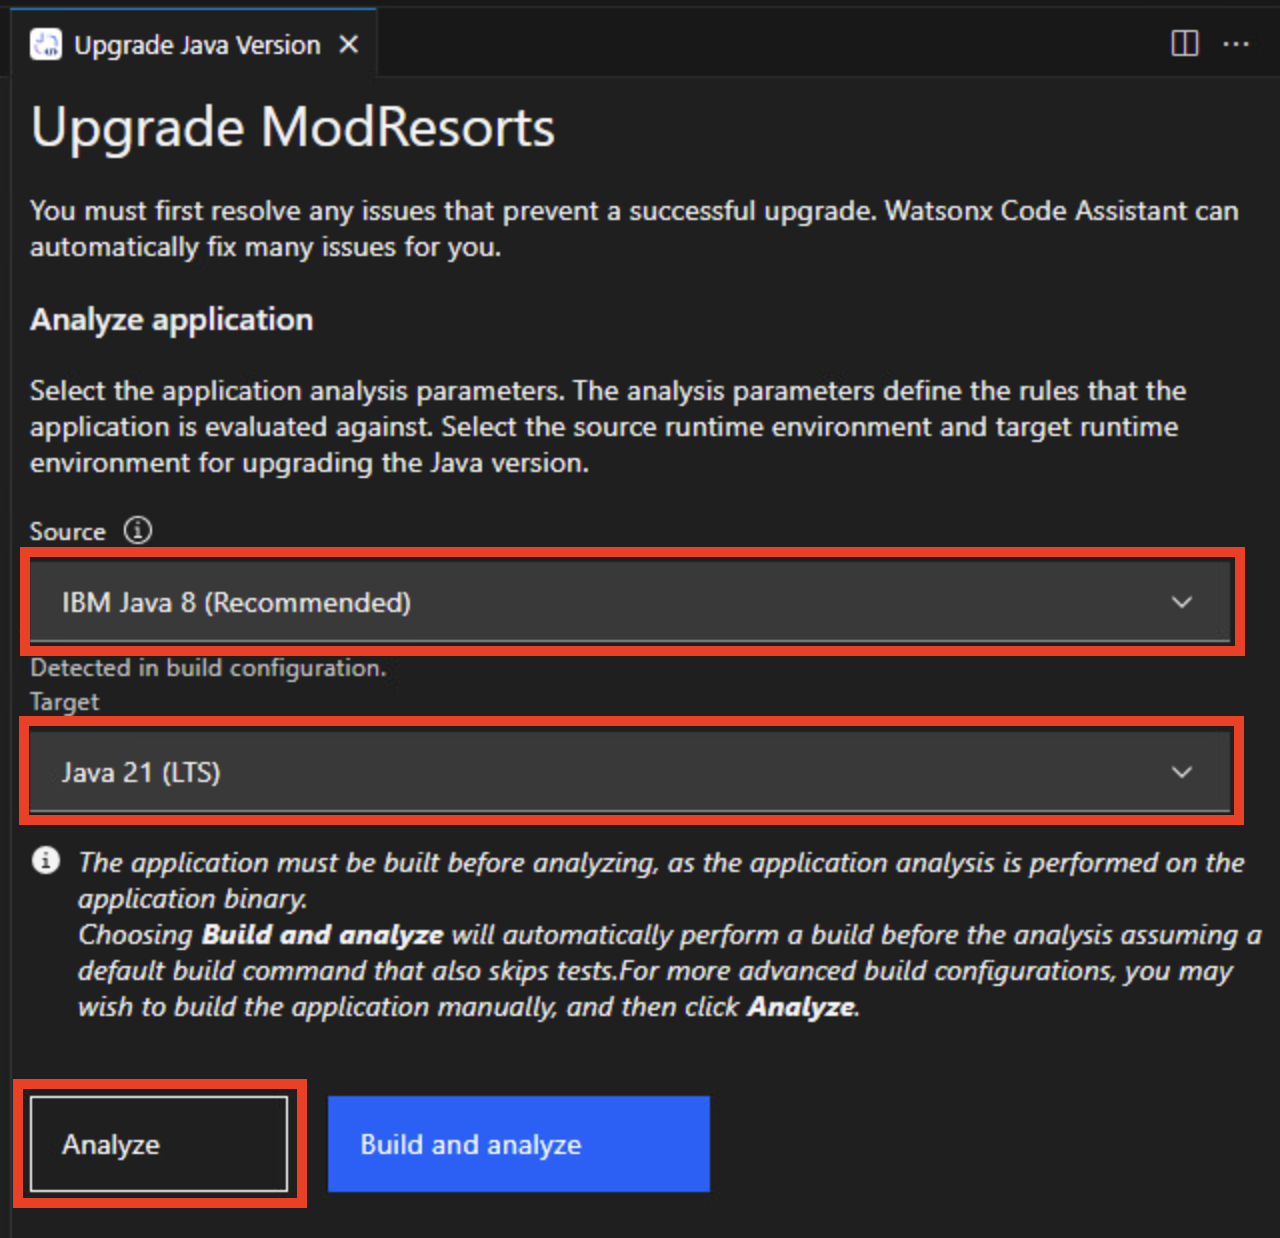 Upgrade Java Version
Upgrade ModResorts
You must first resolve any issues that prevent a successful upgrade. Watsonx Code Assistant can
automatically fix many issues for you.
Analyze application
Select the application analysis parameters. The analysis parameters define the rules that the
application is evaluated against. Select the source runtime environment and target runtime
environment for upgrading the Java version.
Source
IBM Java 8 (Recommended)
Detected in build configuration.
Target
Java 21 (LTS)
The application must be built before analyzing, as the application analysis is performed on the
application binary.
Choosing Build and analyze will automatically perform a build before the analysis assuming a
default build command that also skips tests.For more advanced build configurations, you may
wish to build the application manually, and then click Analyze.
Analyze
Build and analyze